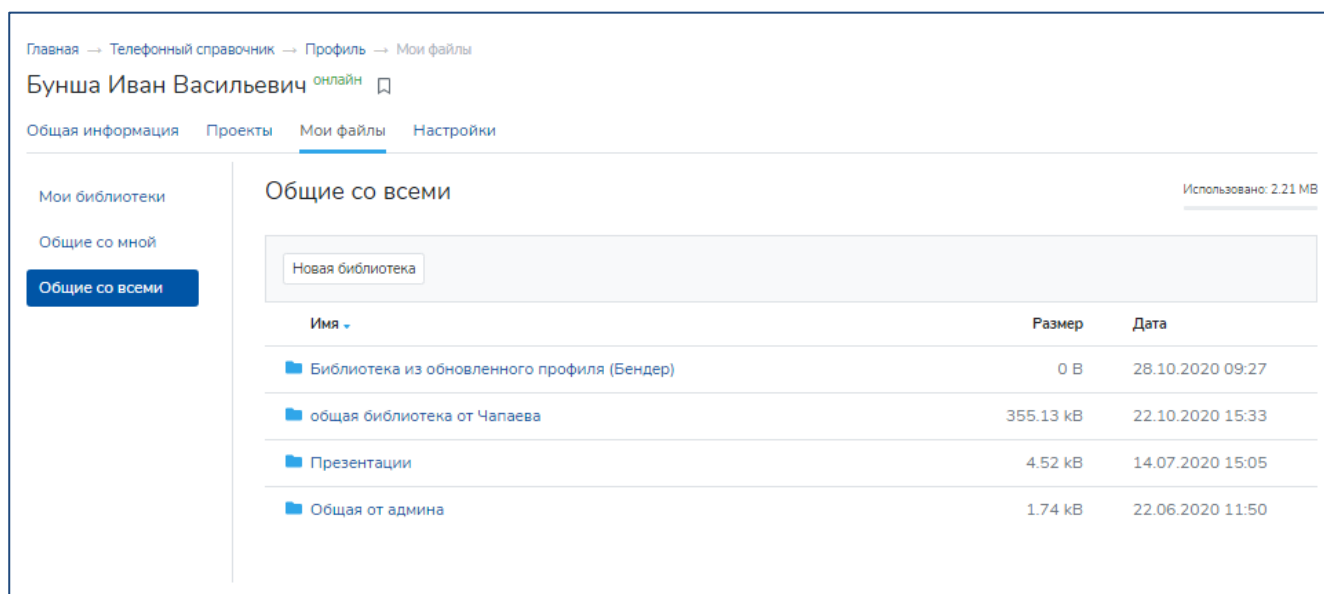 Главная → Телефонный справочник → Профиль → Мои файлы
Бунша Иван Васильевич онлайн
Общая информация Проекты Мои файлы Настройки
Мои библиотеки
Общие со мной
Общие со всеми
Общие со всеми
Использовано: 2.21 MB
Новая библиотека
Имя Размер Дата
Библиотека из обновленного профиля (Бендер) 0 B 28.10.2020 09:27
общая библиотека от Чапаева 355.13 kB 22.10.2020 15:33
Презентации 4.52 kB 14.07.2020 15:05
Общая от админа 1.74 kB 22.06.2020 11:50